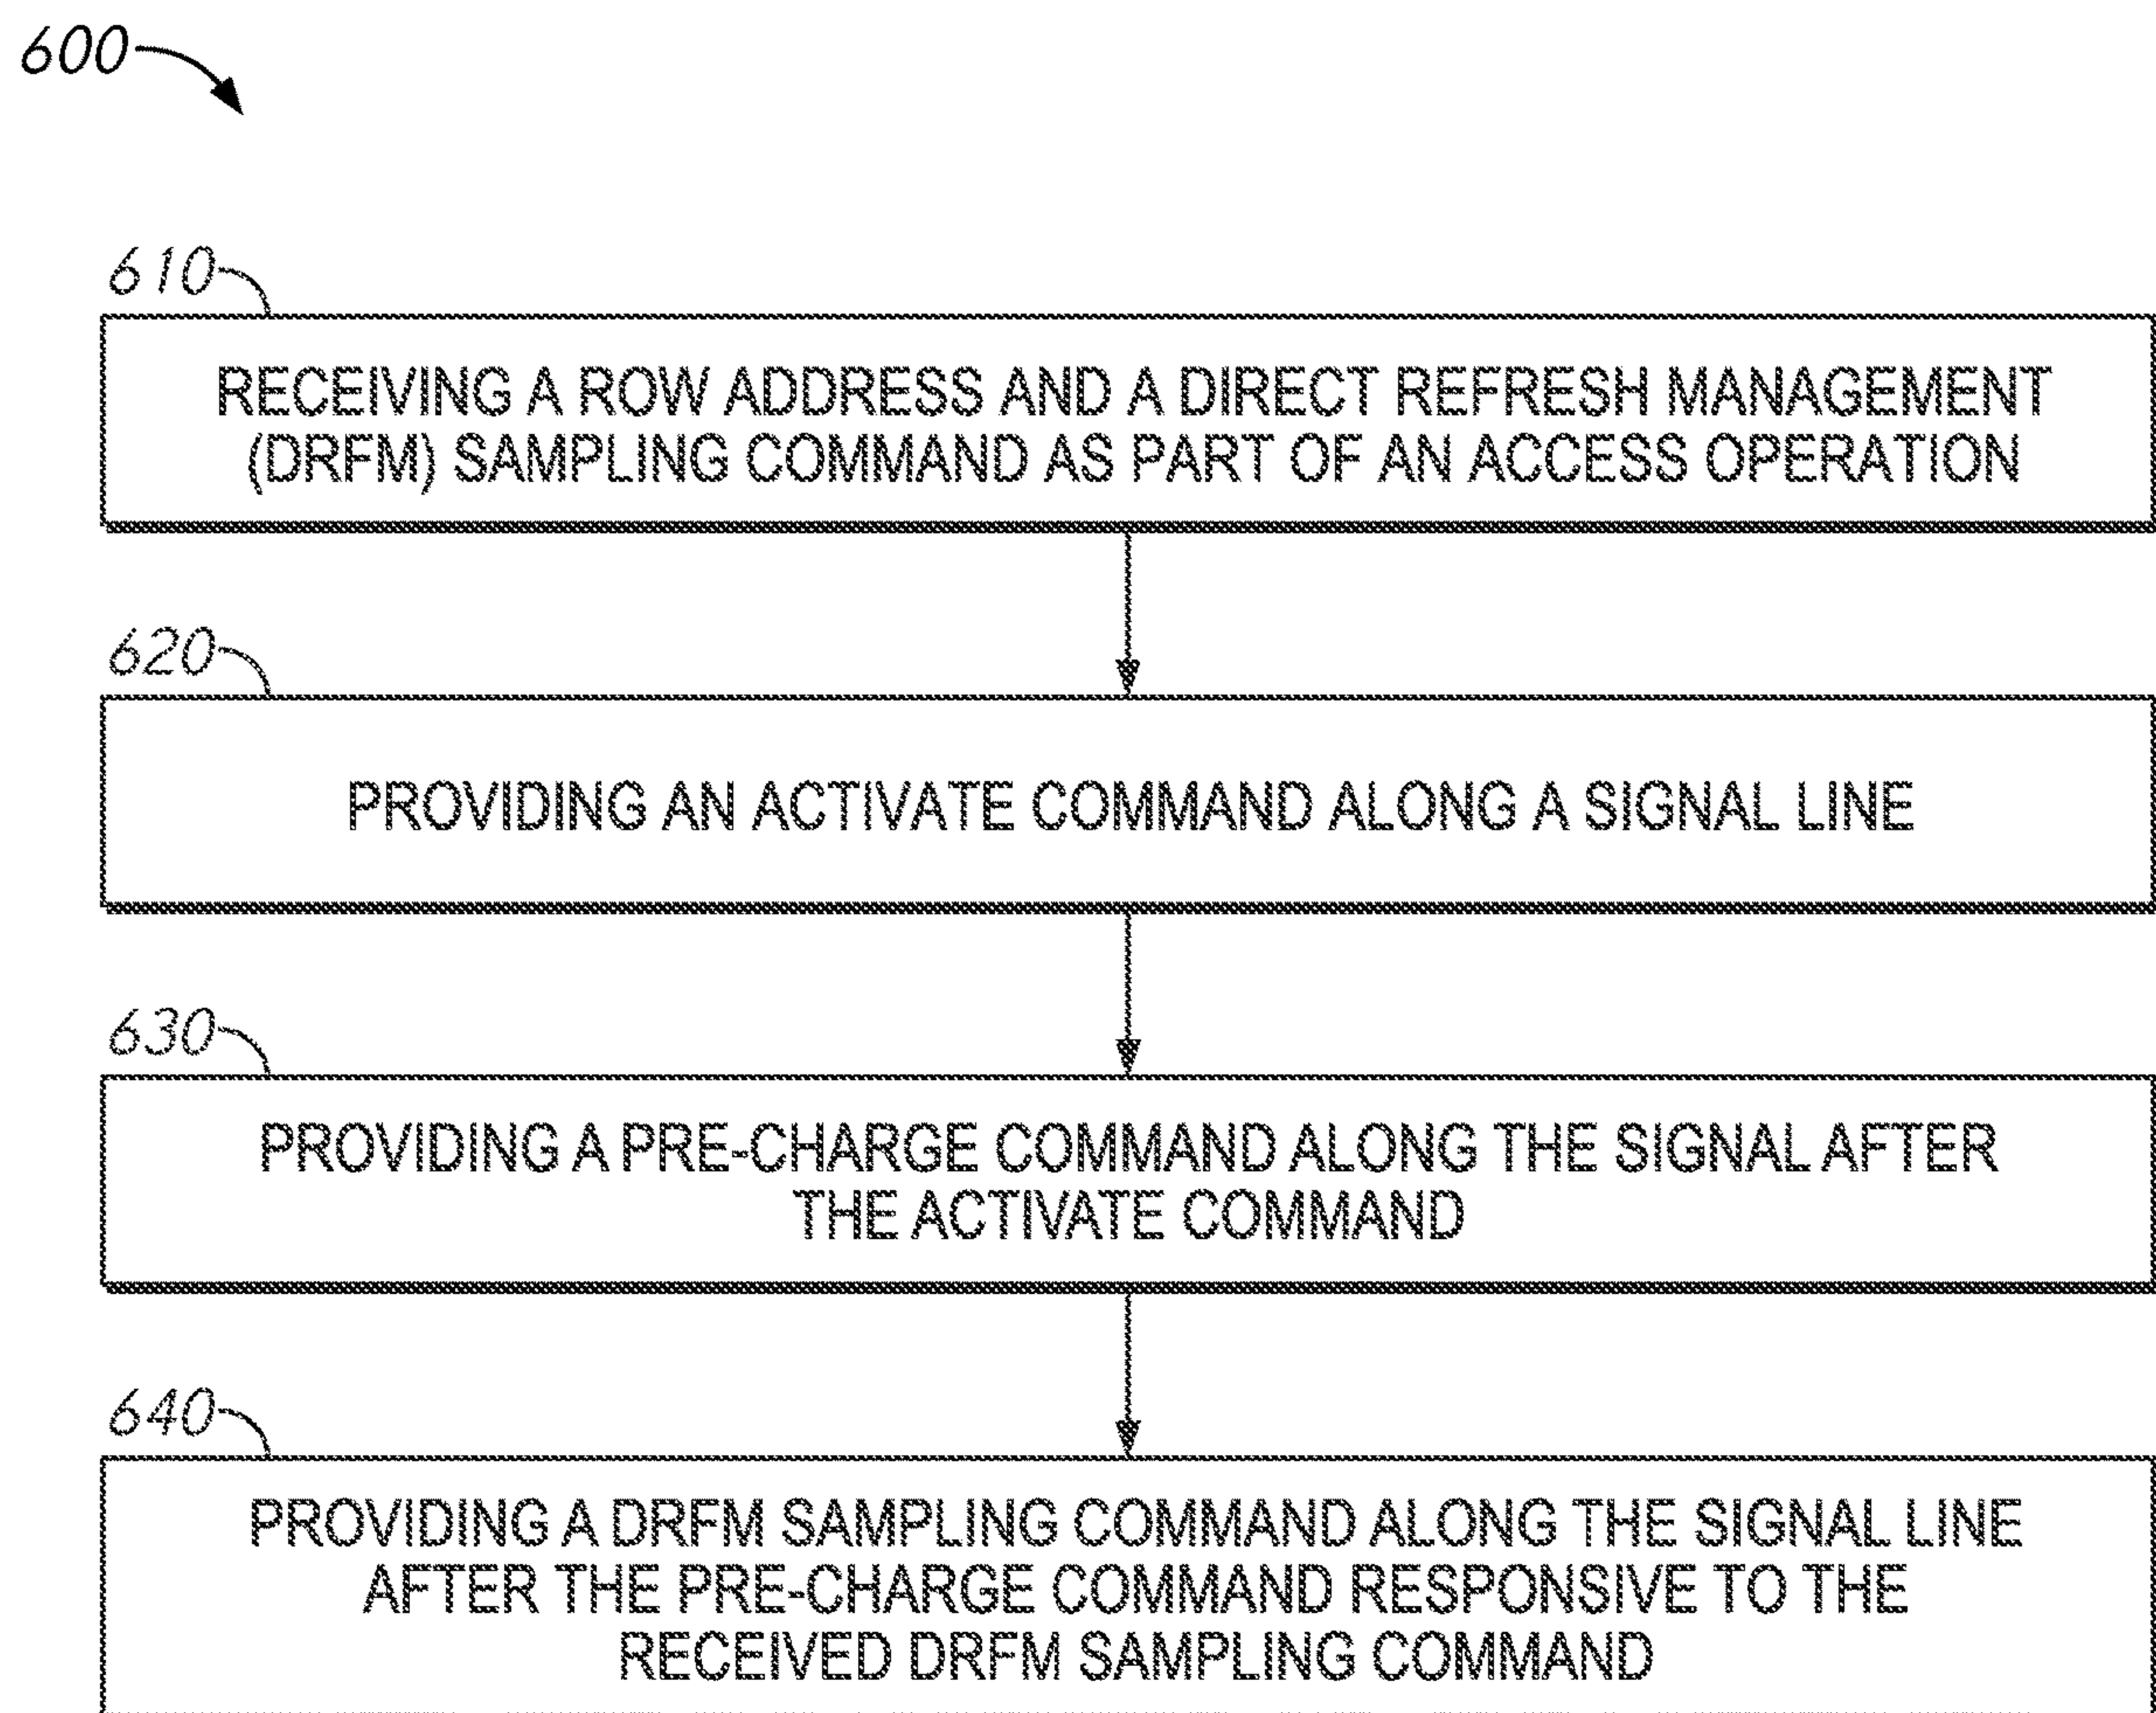 600
610
RECEIVING A ROW ADDRESS AND A DIRECT REFRESH MANAGEMENT
(DRFM) SAMPLING COMMAND AS PART OF AN ACCESS OPERATION
620
PROVIDING AN ACTIVATE COMMAND ALONG A SIGNAL LINE
630
PROVIDING A PRE-CHARGE COMMAND ALONG THE SIGNAL AFTER
THE ACTIVATE COMMAND
640
PROVIDING A DRFM SAMPLING COMMAND ALONG THE SIGNAL LINE
AFTER THE PRE-CHARGE COMMAND RESPONSIVE TO THE
RECEIVED DRFM SAMPLING COMMAND